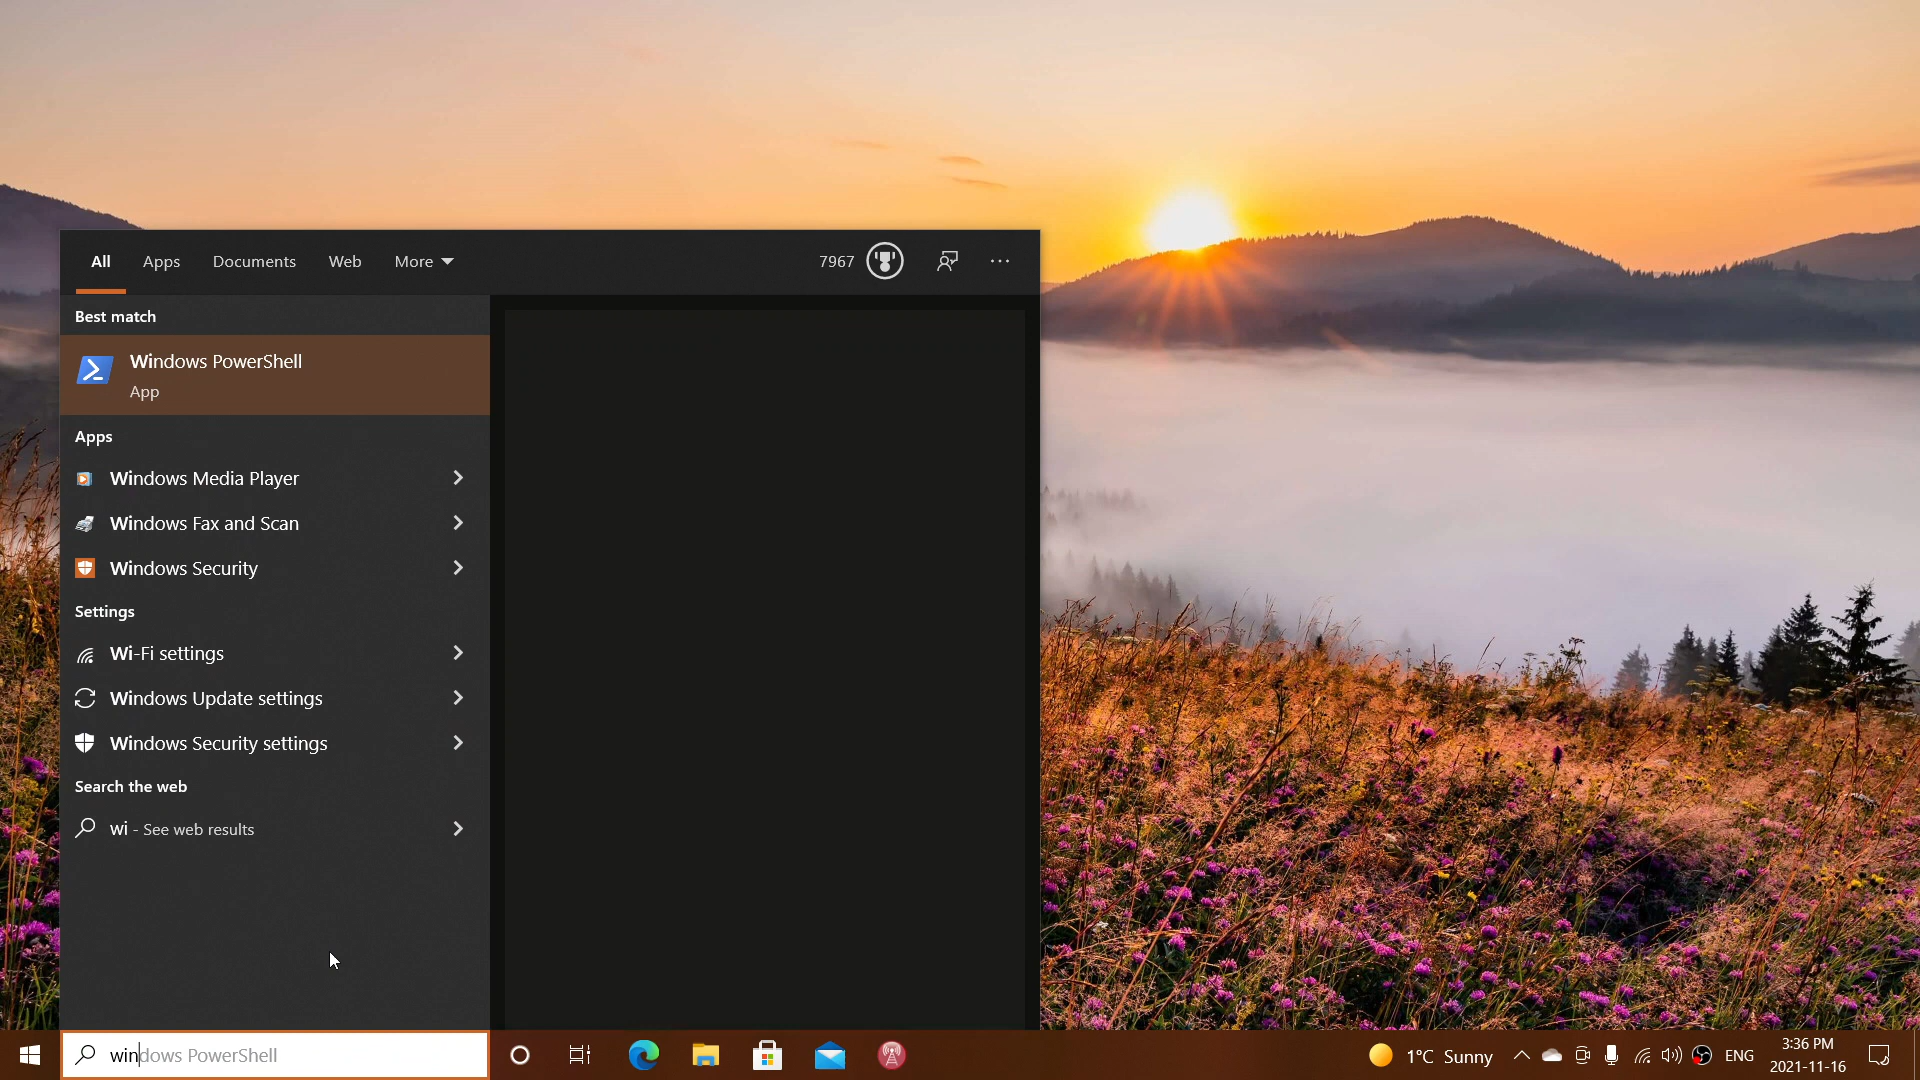 All Apps Documents Web More 7967 ...
Best match
Windows PowerShell
App
Apps
Windows Media Player
Windows Fax and Scan
Windows Security
Settings
Wi-Fi settings
Windows Update settings
Windows Security settings
Search the web
wi - See web results
windows PowerShell
1°C Sunny
ENG
3:36 PM
2021-11-16